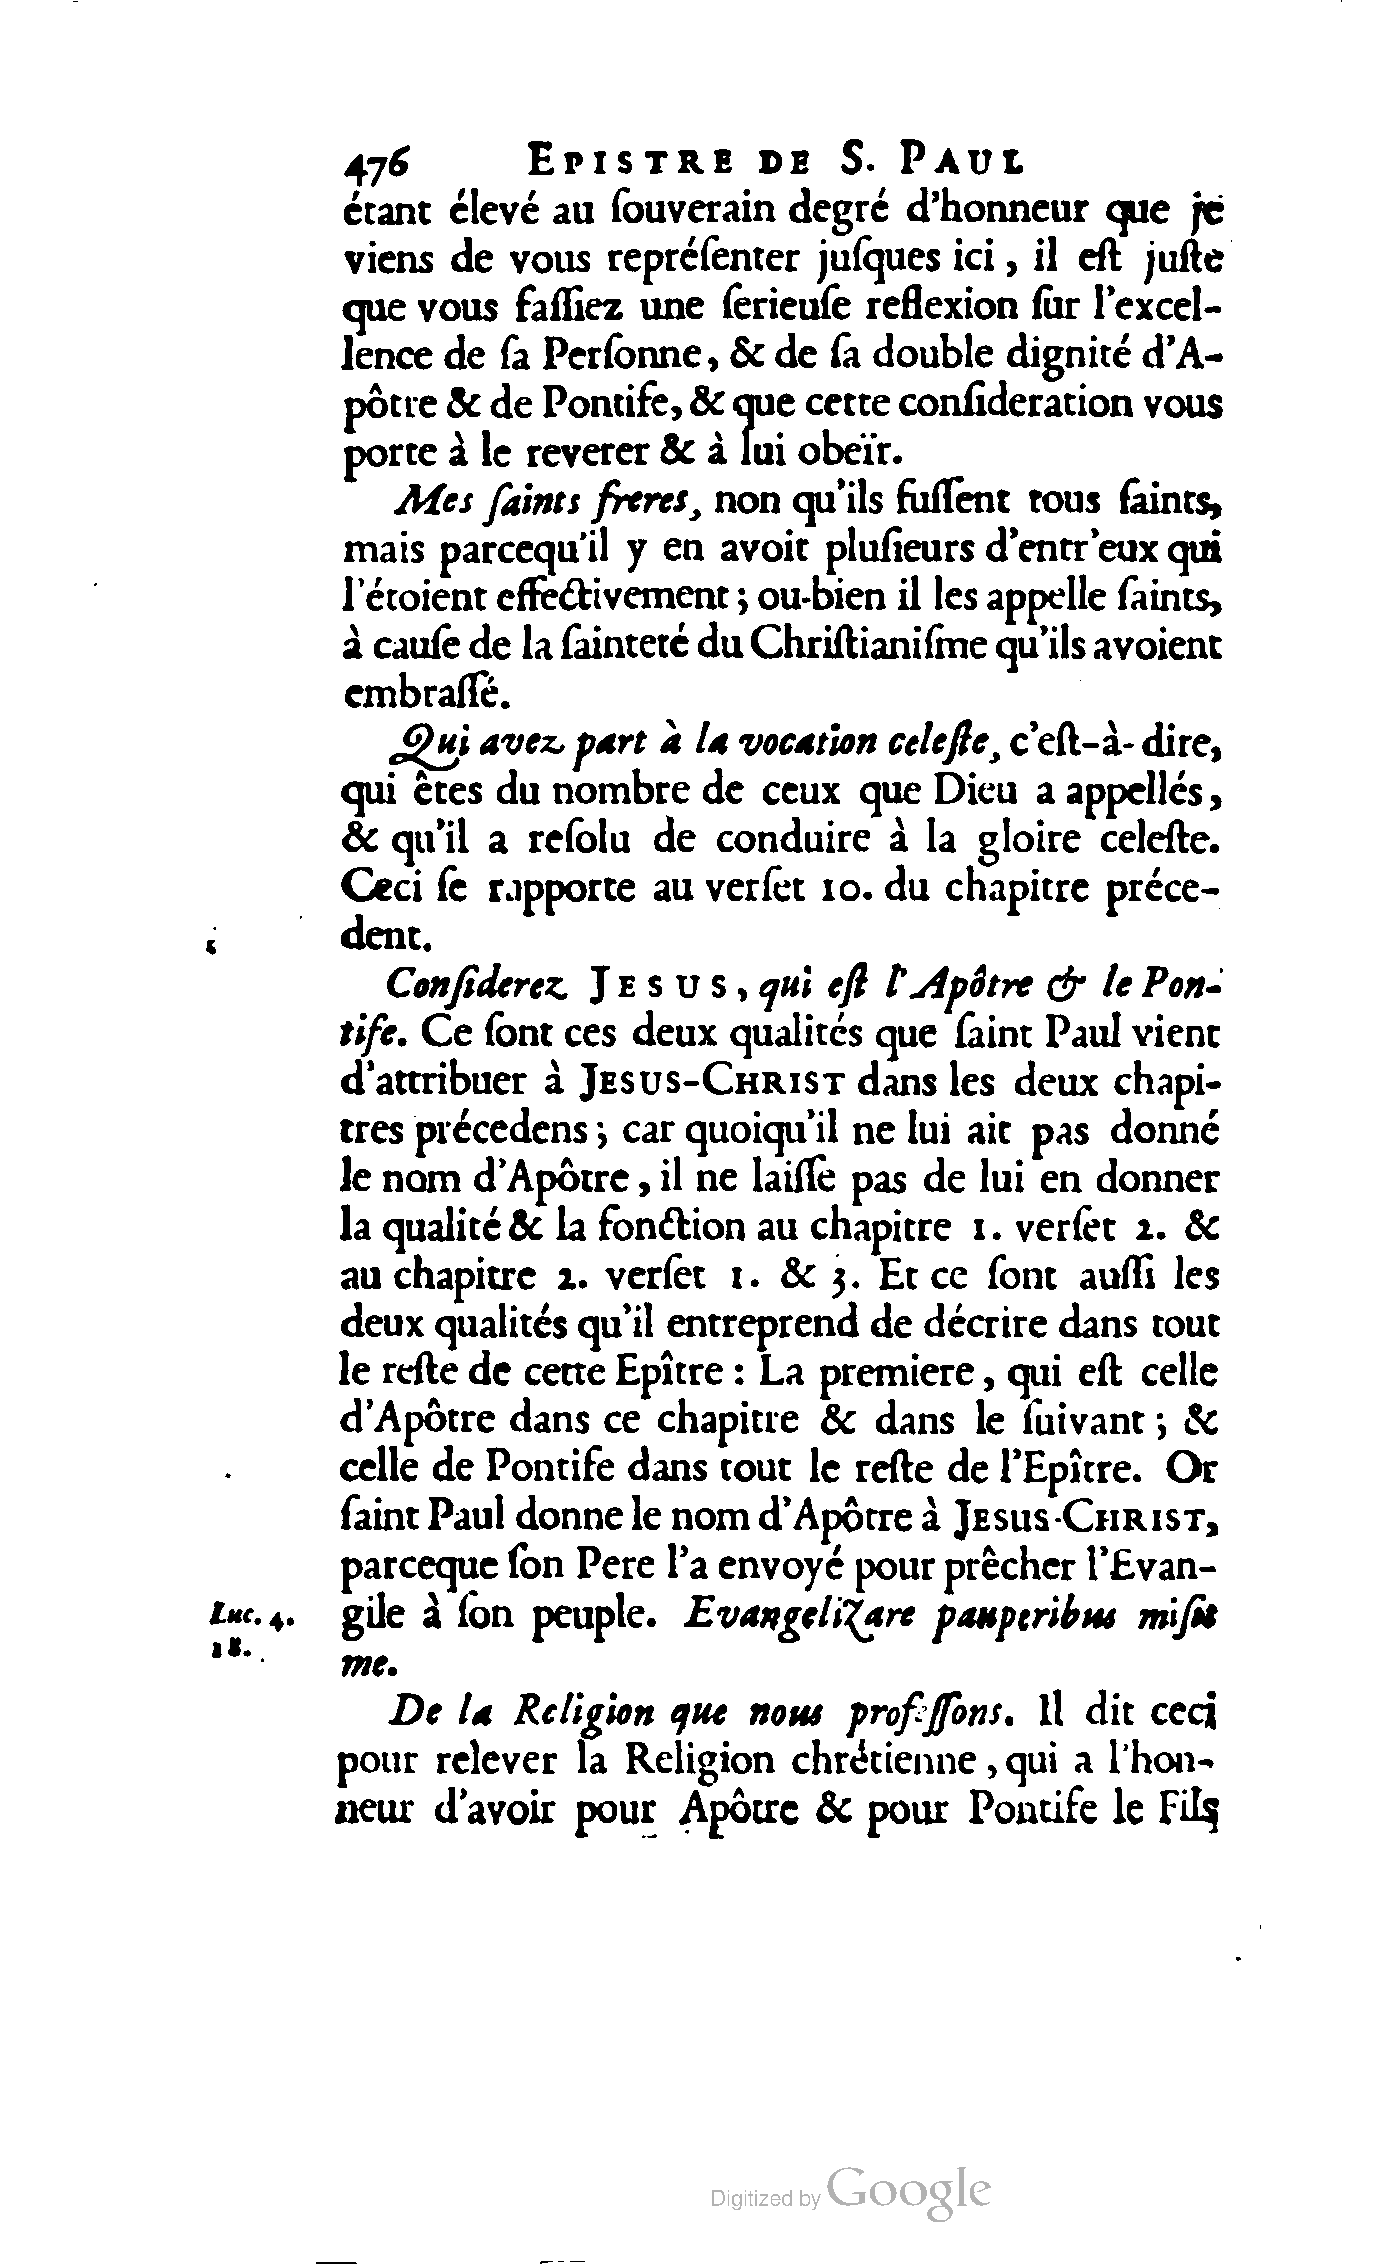 476 EPISTRE DE S. PAUL
étant élevé au ſouverain degré d'honneur que je
viens de vous repréſenter juſques ici, il eſt juſte
que vous faſſiez une ſerieuſe reflexion ſur l'excel-
lence de ſa Perſonne, & de ſa double dignité d'A-
pôtre & de Pontife, & que cette conſideration vous
porte à le reverer & à lui obeïr.
Mes ſaints freres, non qu'ils fuſſent tous ſaints,
mais parcequ'il y en avoit pluſieurs d'entr'eux qui
l'étoient effectivement; ou-bien il les appelle ſaints,
à cauſe de la ſainteté du Chriſtianiſme qu'ils avoient
embraſſé.
Qui avez part à la vocation celeſte, c'eſt-à-dire,
qui êtes du nombre de ceux que Dieu a appellés,
& qu'il a reſolu de conduire à la gloire celeſte.
Ceci ſe rapporte au verſet 10. du chapitre préce-
dent.
Conſiderez JESUS, qui eſt l'Apôtre & le Pon-
tife. Ce ſont ces deux qualités que ſaint Paul vient
d'attribuer à JESUS-CHRIST dans les deux chapi-
tres précedens; car quoiqu'il ne lui ait pas donné
le nom d'Apôtre, il ne laiſſe pas de lui en donner
la qualité & la fonction au chapitre 1. verſet 2. &
au chapitre 2. verſet 1. & 3. Et ce ſont auſſi les
deux qualités qu'il entreprend de décrire dans tout
le reſte de cette Epître : La premiere, qui eſt celle
d'Apôtre dans ce chapitre & dans le ſuivant; &
celle de Pontife dans tout le reſte de l'Epître. Or
ſaint Paul donne le nom d'Apôtre à JESUS-CHRIST,
parceque ſon Pere l'a envoyé pour prêcher l'Evan-
Luc. 4. gile à ſon peuple. Evangelizare pauperibus miſit
18. me.
De la Religion que nous profeſſons. Il dit ceci
pour relever la Religion chrétienne, qui a l'hon-
neur d'avoir pour Apôtre & pour Pontife le Fils
Digitized by Google